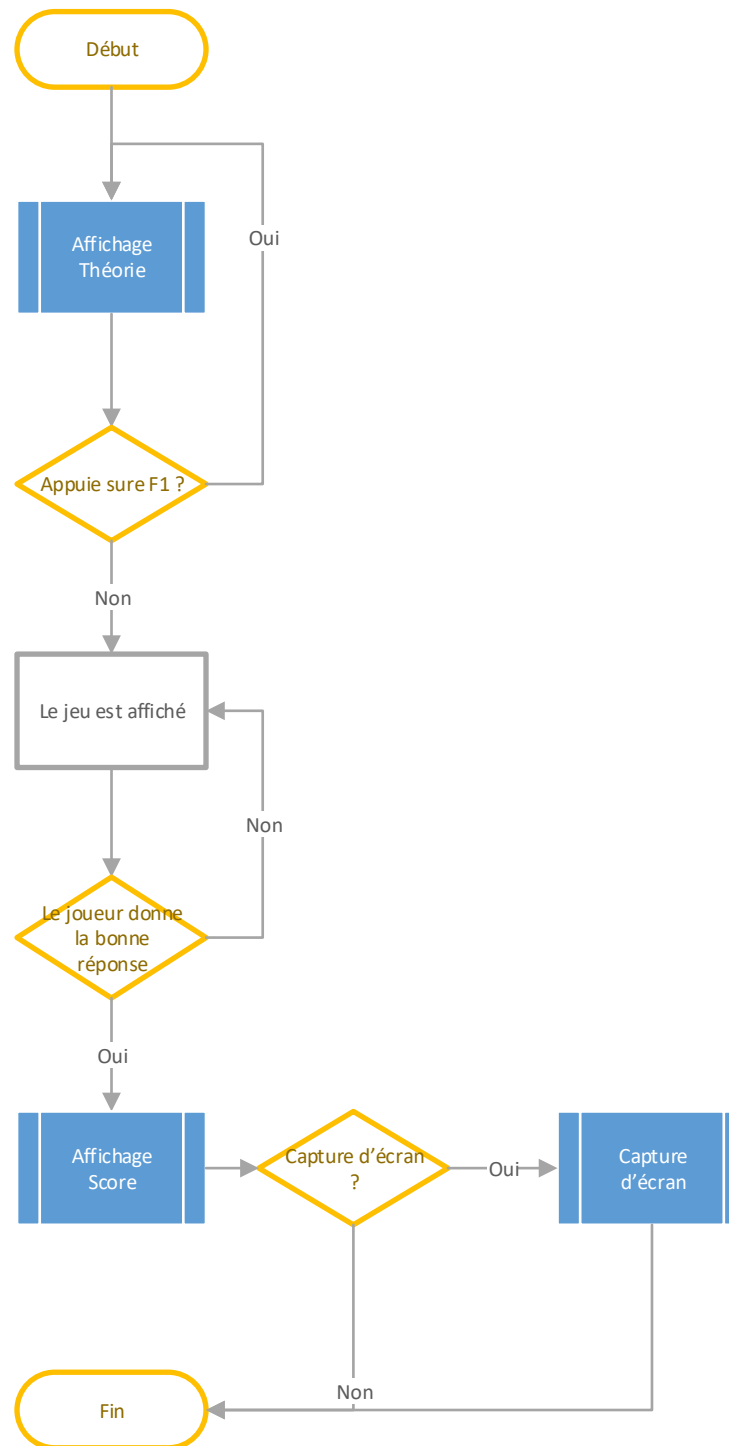 Début
Oui
Affichage
Théorie
Appuie sure F1 ?
Non
Le jeu est affiché
Non
Le joueur donne
la bonne
réponse
Oui
Affichage
Score
Capture d’écran
?
Oui
Capture
d’écran
Non
Fin